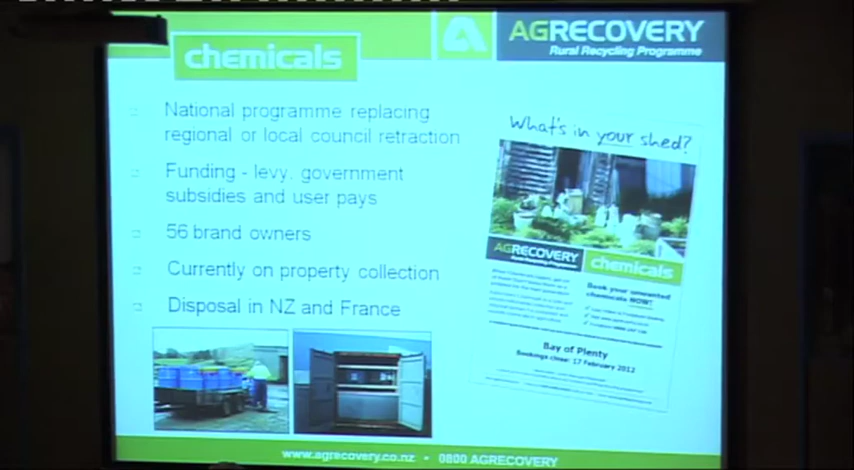 chemicals
AGRECOVERY
Rural Recycling Programme
National programme replacing
regional or local council retraction
Funding - levy, government
subsidies and user pays
56 brand owners
Currently on property collection
Disposal in NZ and France
What's in your shed?
AGRECOVERY
chemicals
Book your unwanted
chemicals NOW!
Bay of Plenty
Bookings close: 17 February 2012
www.agrecovery.co.nz • 0800 AGRECOVERY